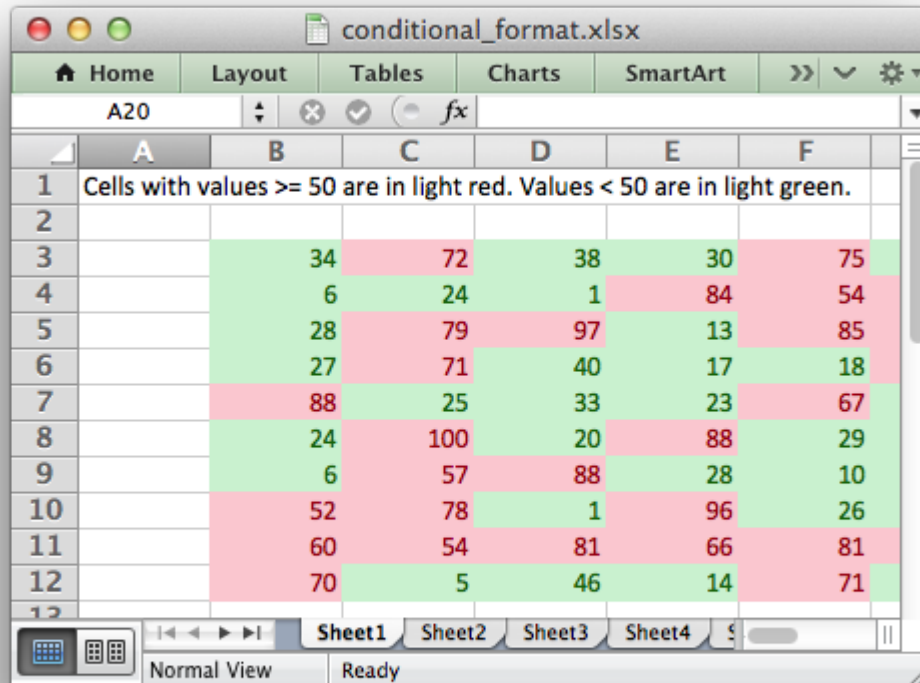 conditional_format.xlsx
Home Layout Tables Charts SmartArt
A20 fx
A B C D E F
1 Cells with values >= 50 are in light red. Values < 50 are in light green.
2
3 34 72 38 30 75
4 6 24 1 84 54
5 28 79 97 13 85
6 27 71 40 17 18
7 88 25 33 23 67
8 24 100 20 88 29
9 6 57 88 28 10
10 52 78 1 96 26
11 60 54 81 66 81
12 70 5 46 14 71
13
Sheet1 Sheet2 Sheet3 Sheet4
Normal View Ready